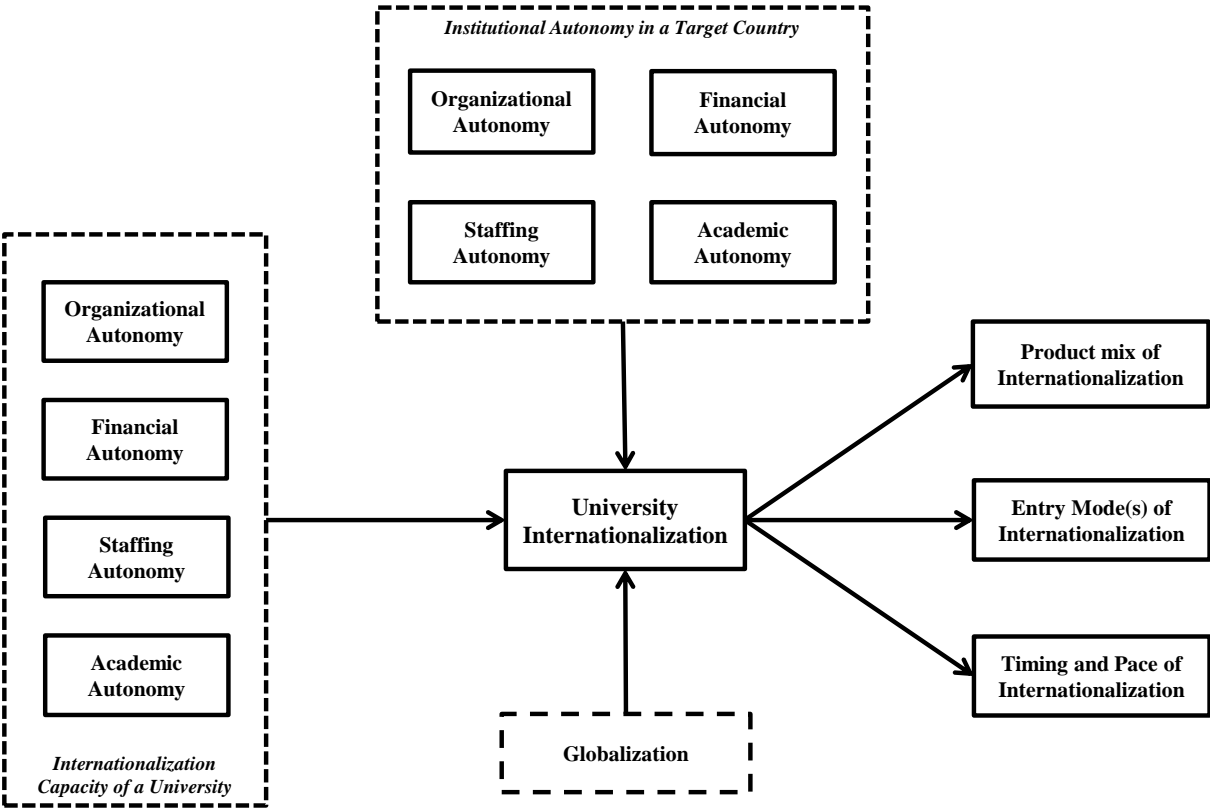 Institutional Autonomy in a Target Country
Organizational
Autonomy
Financial
Autonomy
Staffing
Autonomy
Academic
Autonomy
Organizational
Autonomy
Financial
Autonomy
Staffing
Autonomy
Academic
Autonomy
Internationalization
Capacity of a University
University
Internationalization
Globalization
Product mix of
Internationalization
Entry Mode(s) of
Internationalization
Timing and Pace of
Internationalization